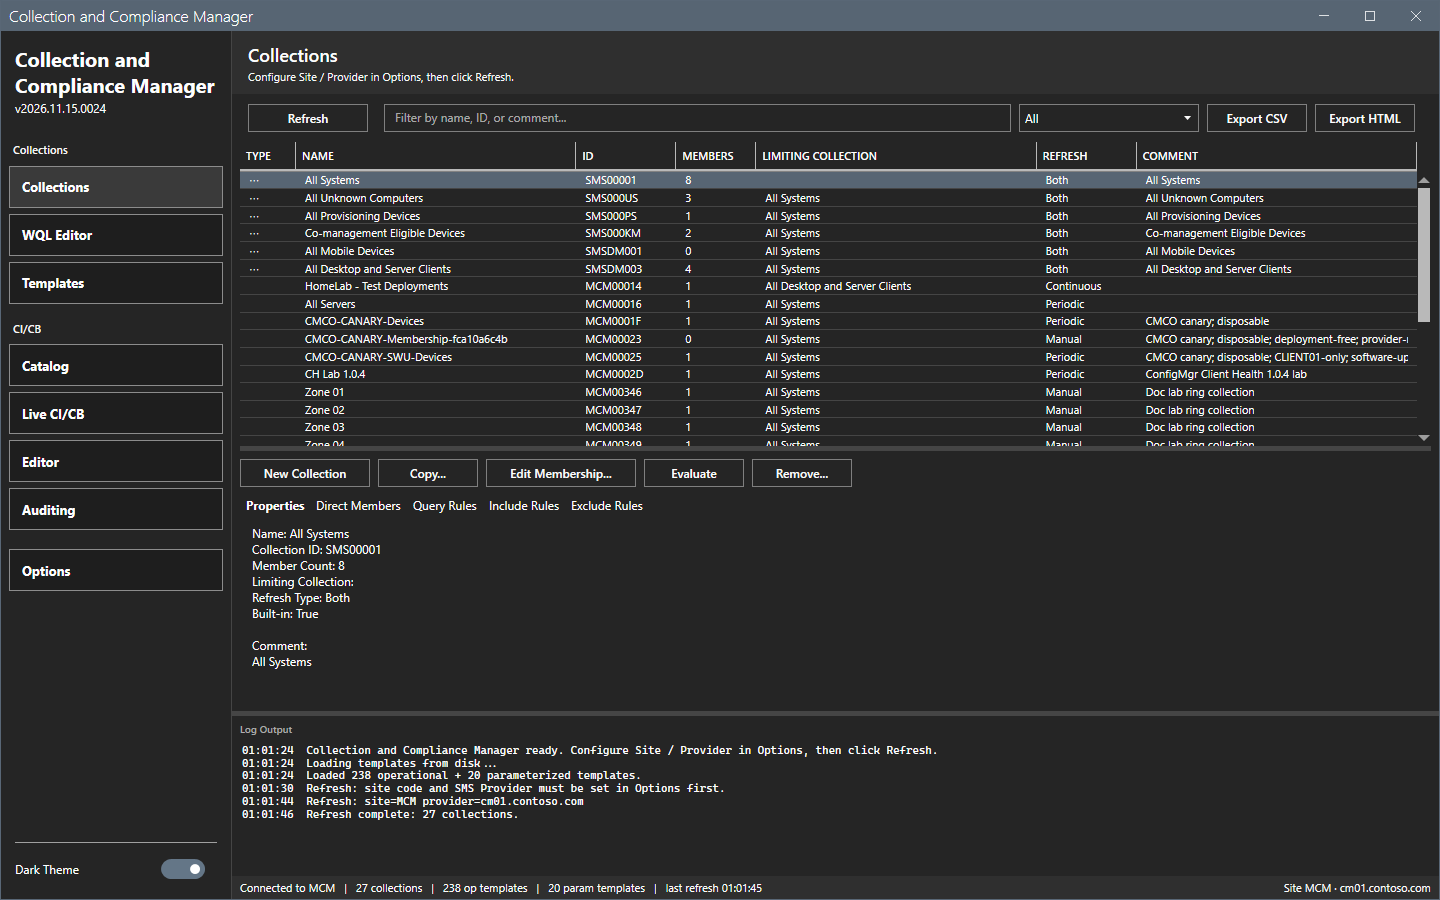 Collection and Compliance Manager
Collection and
Compliance Manager
v2026.11.15.0024
Collections
Collections
WQL Editor
Templates
CI/CB
Catalog
Live CI/CB
Editor
Auditing
Options
Dark Theme
Collections
Configure Site / Provider in Options, then click Refresh.
Refresh
Filter by name, ID, or comment...
All
Export CSV
Export HTML
TYPE NAME ID MEMBERS LIMITING COLLECTION REFRESH COMMENT
... All Systems SMS00001 8 Both All Systems
... All Unknown Computers SMS000US 3 All Systems Both All Unknown Computers
... All Provisioning Devices SMS000PS 1 All Systems Both All Provisioning Devices
... Co-management Eligible Devices SMS000KM 2 All Systems Both Co-management Eligible Devices
... All Mobile Devices SMSDM001 0 All Systems Both All Mobile Devices
... All Desktop and Server Clients SMSDM003 4 All Systems Both All Desktop and Server Clients
HomeLab - Test Deployments MCM00014 1 All Desktop and Server Clients Continuous
All Servers MCM00016 1 All Systems Periodic
CMCO-CANARY-Devices MCM0001F 1 All Systems Periodic CMCO canary; disposable
CMCO-CANARY-Membership-fca10a6c4b MCM00023 0 All Systems Manual CMCO canary; disposable; deployment-free; provider-
CMCO-CANARY-SWU-Devices MCM00025 1 All Systems Periodic CMCO canary; disposable; CLIENT01-only; software-up
CH Lab 1.0.4 MCM0002D 1 All Systems Periodic ConfigMgr Client Health 1.0.4 lab
Zone 01 MCM00346 1 All Systems Manual Doc lab ring collection
Zone 02 MCM00347 1 All Systems Manual Doc lab ring collection
Zone 03 MCM00348 1 All Systems Manual Doc lab ring collection
Zone 04 MCM00349 1 All Systems Manual Doc lab ring collection
New Collection
Copy...
Edit Membership...
Evaluate
Remove...
Properties Direct Members Query Rules Include Rules Exclude Rules
Name: All Systems
Collection ID: SMS00001
Member Count: 8
Limiting Collection:
Refresh Type: Both
Built-in: True
Comment:
All Systems
Log Output
01:01:24 Collection and Compliance Manager ready. Configure Site / Provider in Options, then click Refresh.
01:01:24 Loading templates from disk...
01:01:24 Loaded 238 operational + 20 parameterized templates.
01:01:30 Refresh: site code and SMS Provider must be set in Options first.
01:01:44 Refresh: site=MCM provider=cm01.contoso.com
01:01:46 Refresh complete: 27 collections.
Connected to MCM | 27 collections | 238 op templates | 20 param templates | last refresh 01:01:45
Site MCM · cm01.contoso.com